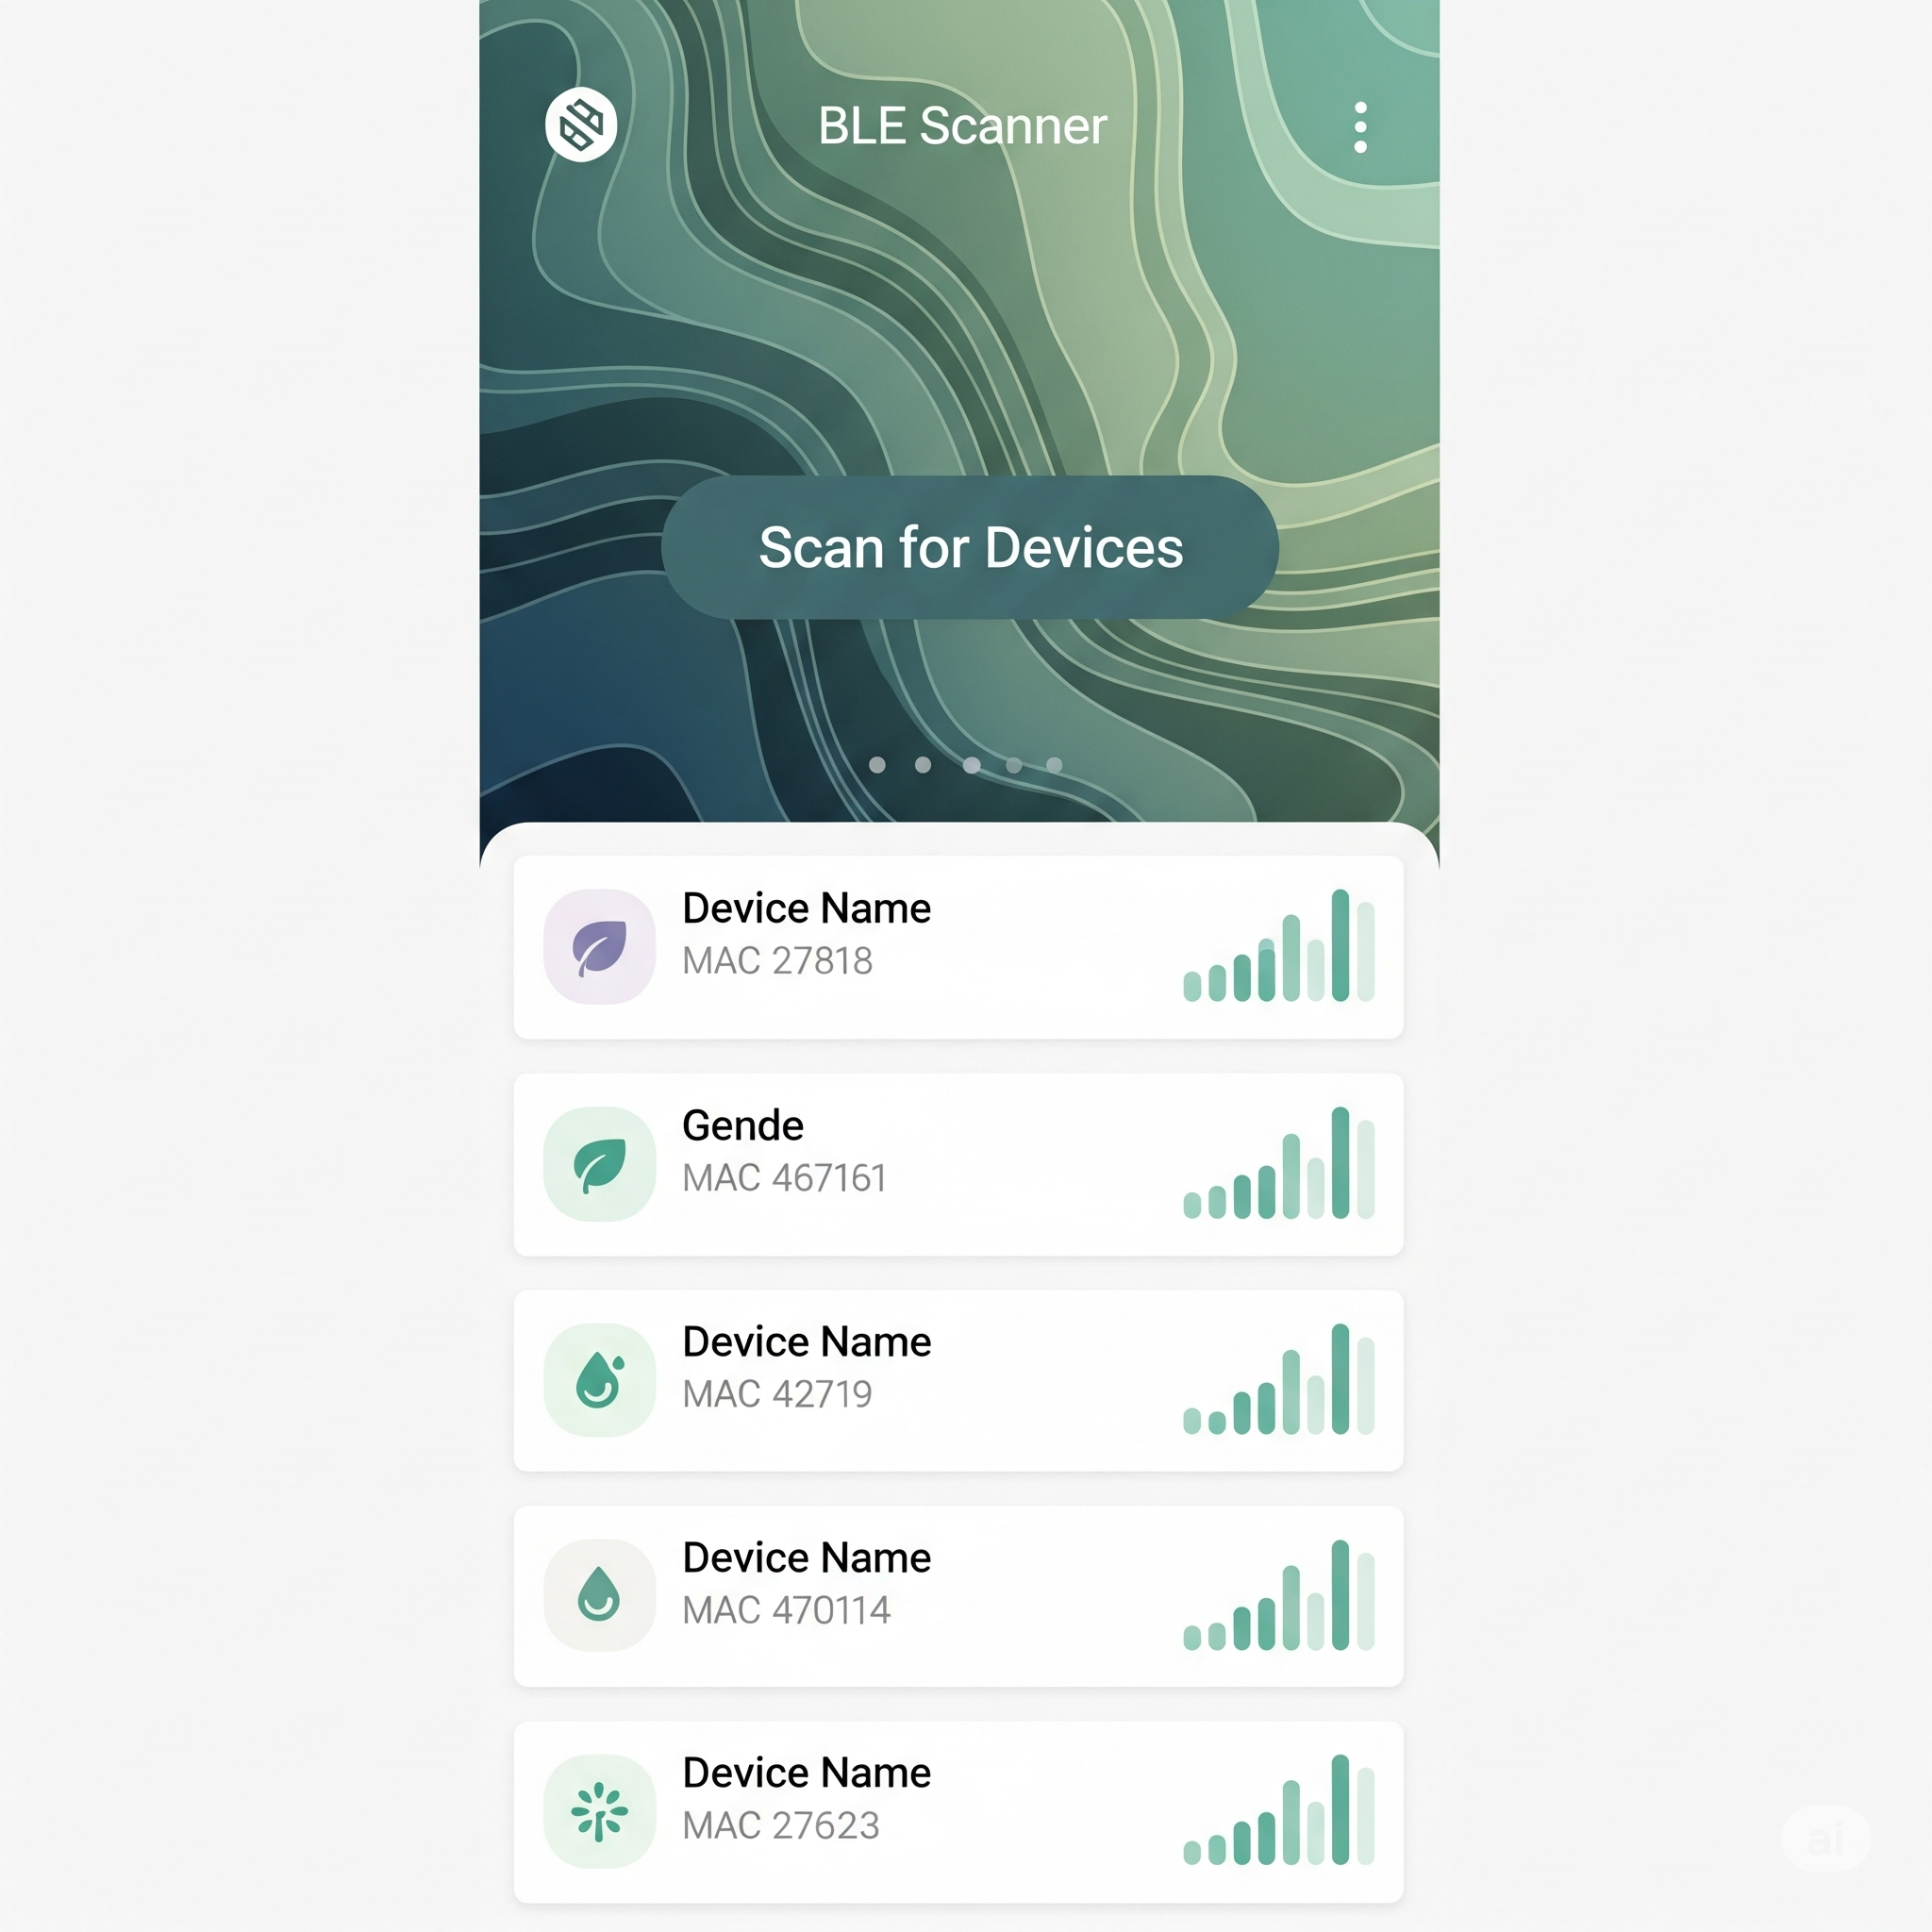 BLE Scanner
Scan for Devices
Device Name
MAC 27818
Gende
MAC 467161
Device Name
MAC 42719
Device Name
MAC 470114
Device Name
MAC 27623
ai